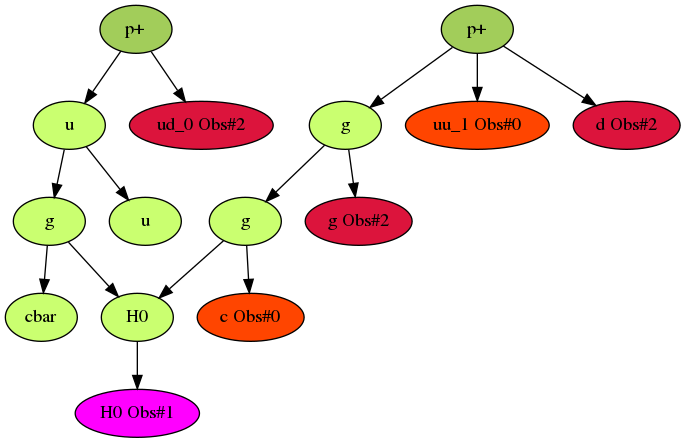 p+
p+
u
ud_0 Obs#2
g
uu_1 Obs#0
d Obs#2
g
u
g
g Obs#2
cbar
H0
c Obs#0
H0 Obs#1